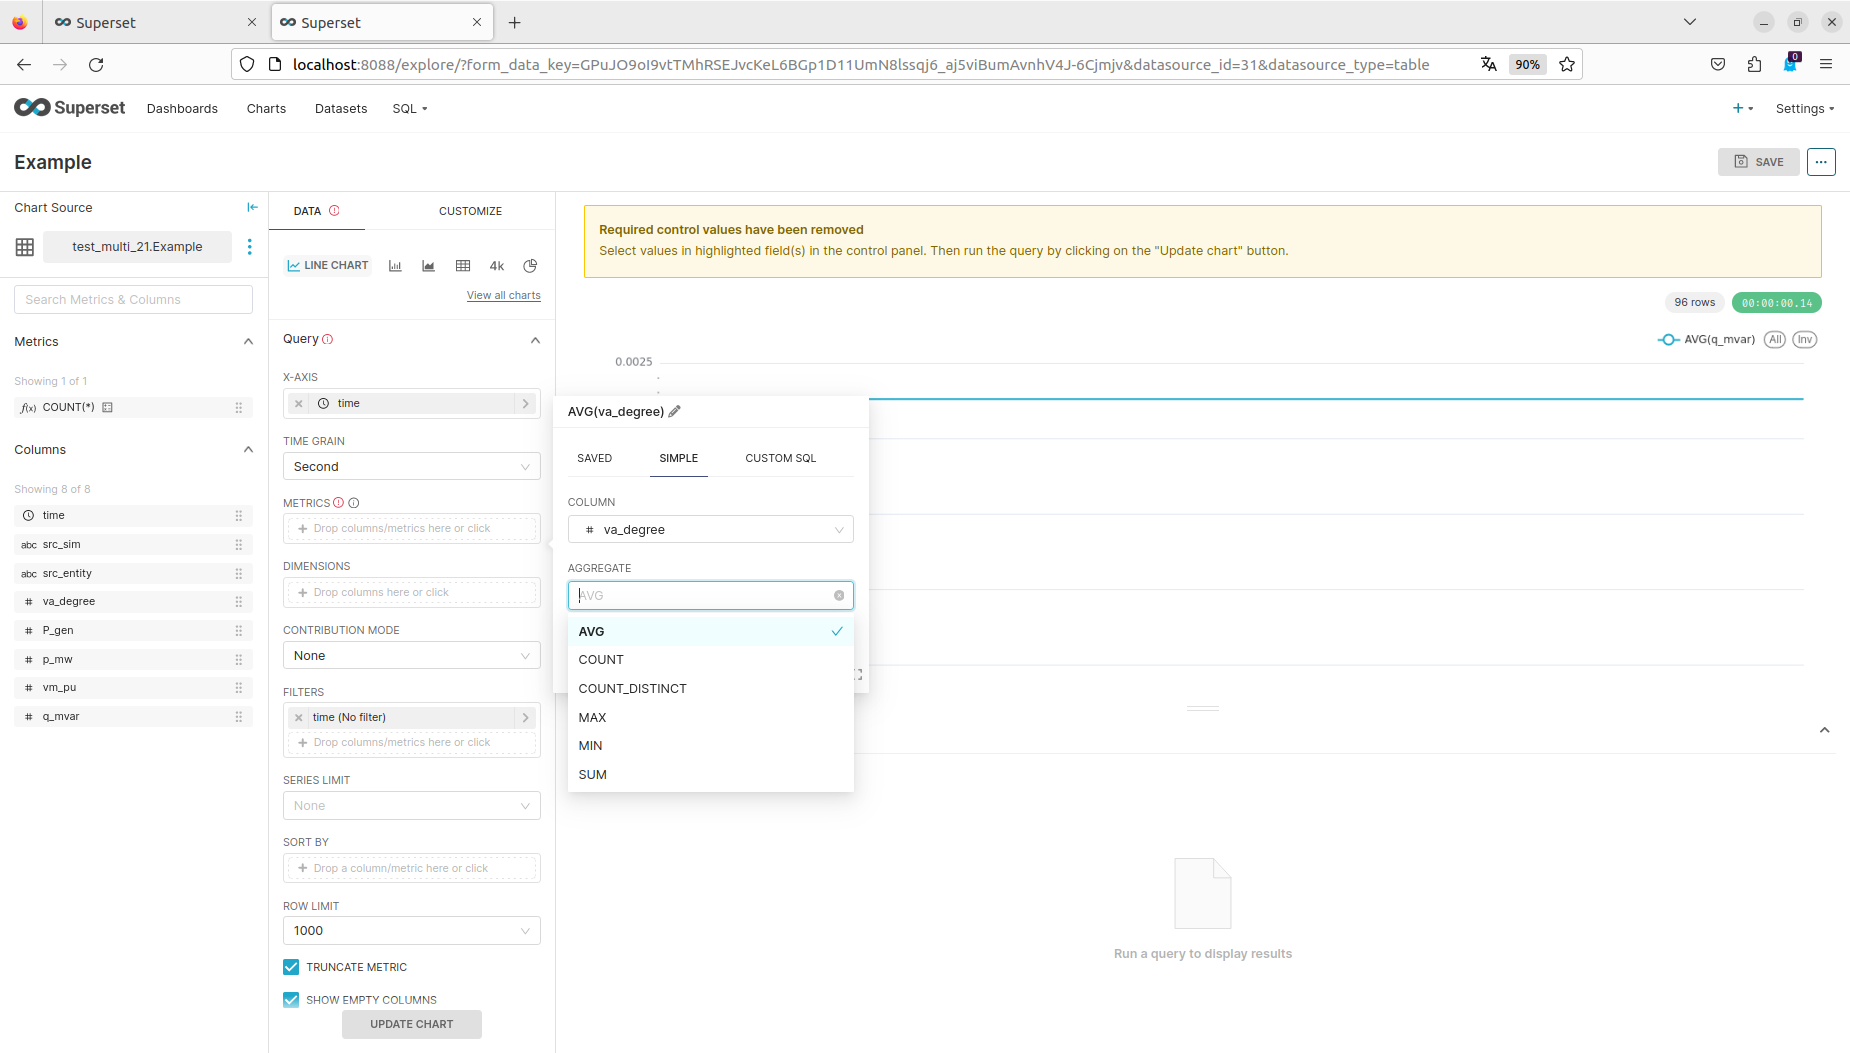 Superset
Superset
localhost:8088/explore/?form_data_key=GPuJO9oI9vtTMhRSEJvcKeL6BGp1D11UmN8lssqj6_aj5viBumAvnhV4J-6Cjmjv&datasource_id=31&datasource_type=table
90%
0
Superset
Dashboards
Charts
Datasets
SQL
Settings
Example
SAVE
Chart Source
test_multi_21.Example
Search Metrics & Columns
Metrics
Showing 1 of 1
f(x) COUNT(*)
Columns
Showing 8 of 8
time
abc src_sim
abc src_entity
# va_degree
# P_gen
# p_mw
# vm_pu
# q_mvar
DATA
CUSTOMIZE
LINE CHART
4k
View all charts
Query
X-AXIS
time
TIME GRAIN
Second
METRICS
Drop columns/metrics here or click
DIMENSIONS
Drop columns here or click
CONTRIBUTION MODE
None
FILTERS
time (No filter)
Drop columns/metrics here or click
SERIES LIMIT
None
SORT BY
Drop a column/metric here or click
ROW LIMIT
1000
TRUNCATE METRIC
SHOW EMPTY COLUMNS
UPDATE CHART
AVG(va_degree)
SAVED
SIMPLE
CUSTOM SQL
COLUMN
# va_degree
AGGREGATE
AVG
AVG
COUNT
COUNT_DISTINCT
MAX
MIN
SUM
Required control values have been removed
Select values in highlighted field(s) in the control panel. Then run the query by clicking on the "Update chart" button.
96 rows
00:00:00.14
AVG(q_mvar)
All
Inv
0.0025
Run a query to display results